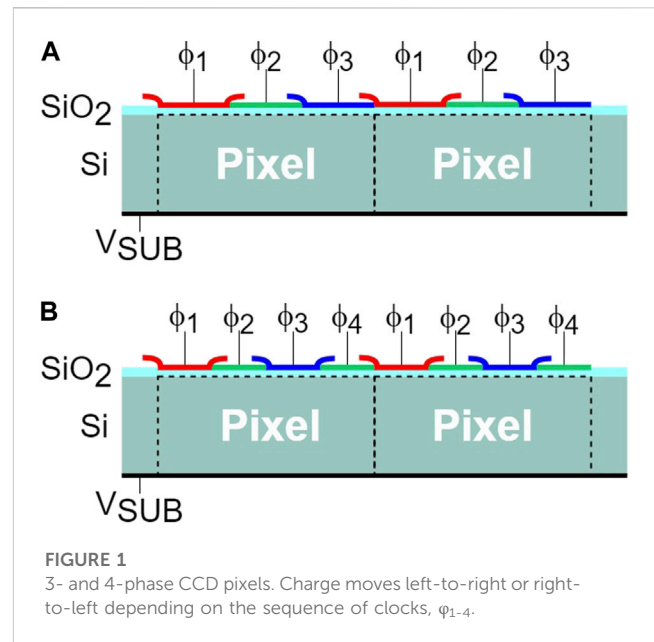 A
ϕ1 ϕ2 ϕ3 ϕ1 ϕ2 ϕ3
SiO2
Si Pixel Pixel
VSUB
B
ϕ1 ϕ2 ϕ3 ϕ4 ϕ1 ϕ2 ϕ3 ϕ4
SiO2
Si Pixel Pixel
VSUB
FIGURE 1
3- and 4-phase CCD pixels. Charge moves left-to-right or right-
to-left depending on the sequence of clocks, φ1-4.